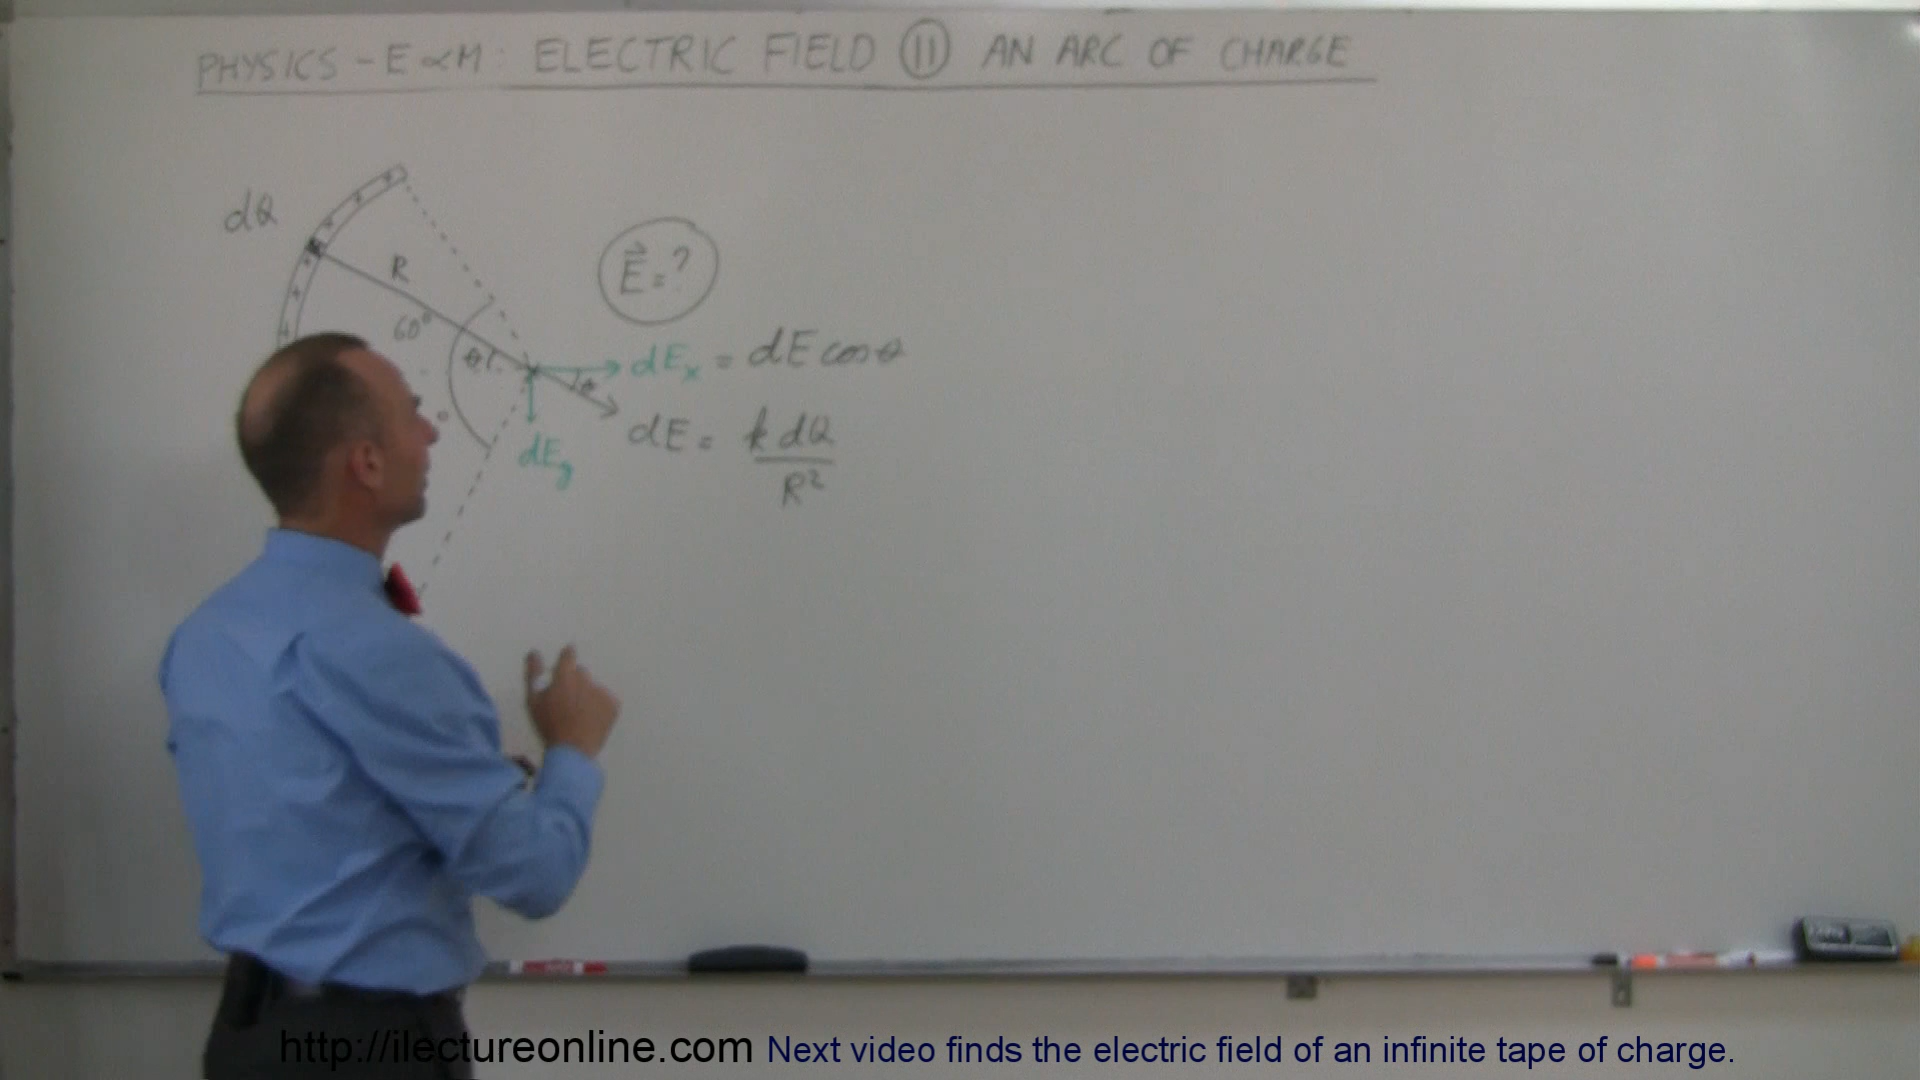 PHYSICS - E & M: ELECTRIC FIELD ⑪ AN ARC OF CHARGE
dQ
R
E⃗ = ?
60°
θ
dEx = dE cos θ
θ
dE = k dQ / R²
dEy
http://ilectureonline.com Next video finds the electric field of an infinite tape of charge.